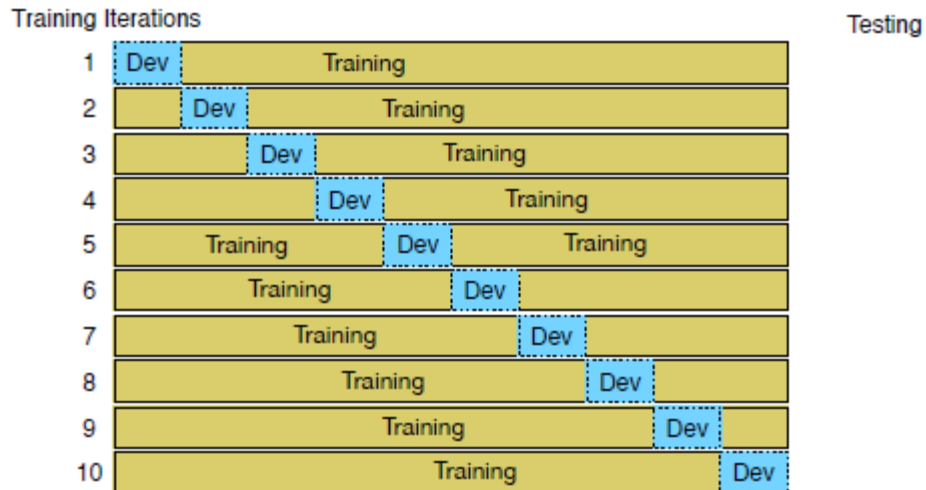 Training Iterations
Testing
1 Dev Training
2 Dev Training
3 Dev Training
4 Dev Training
5 Training Dev Training
6 Training Dev
7 Training Dev
8 Training Dev
9 Training Dev
10 Training Dev